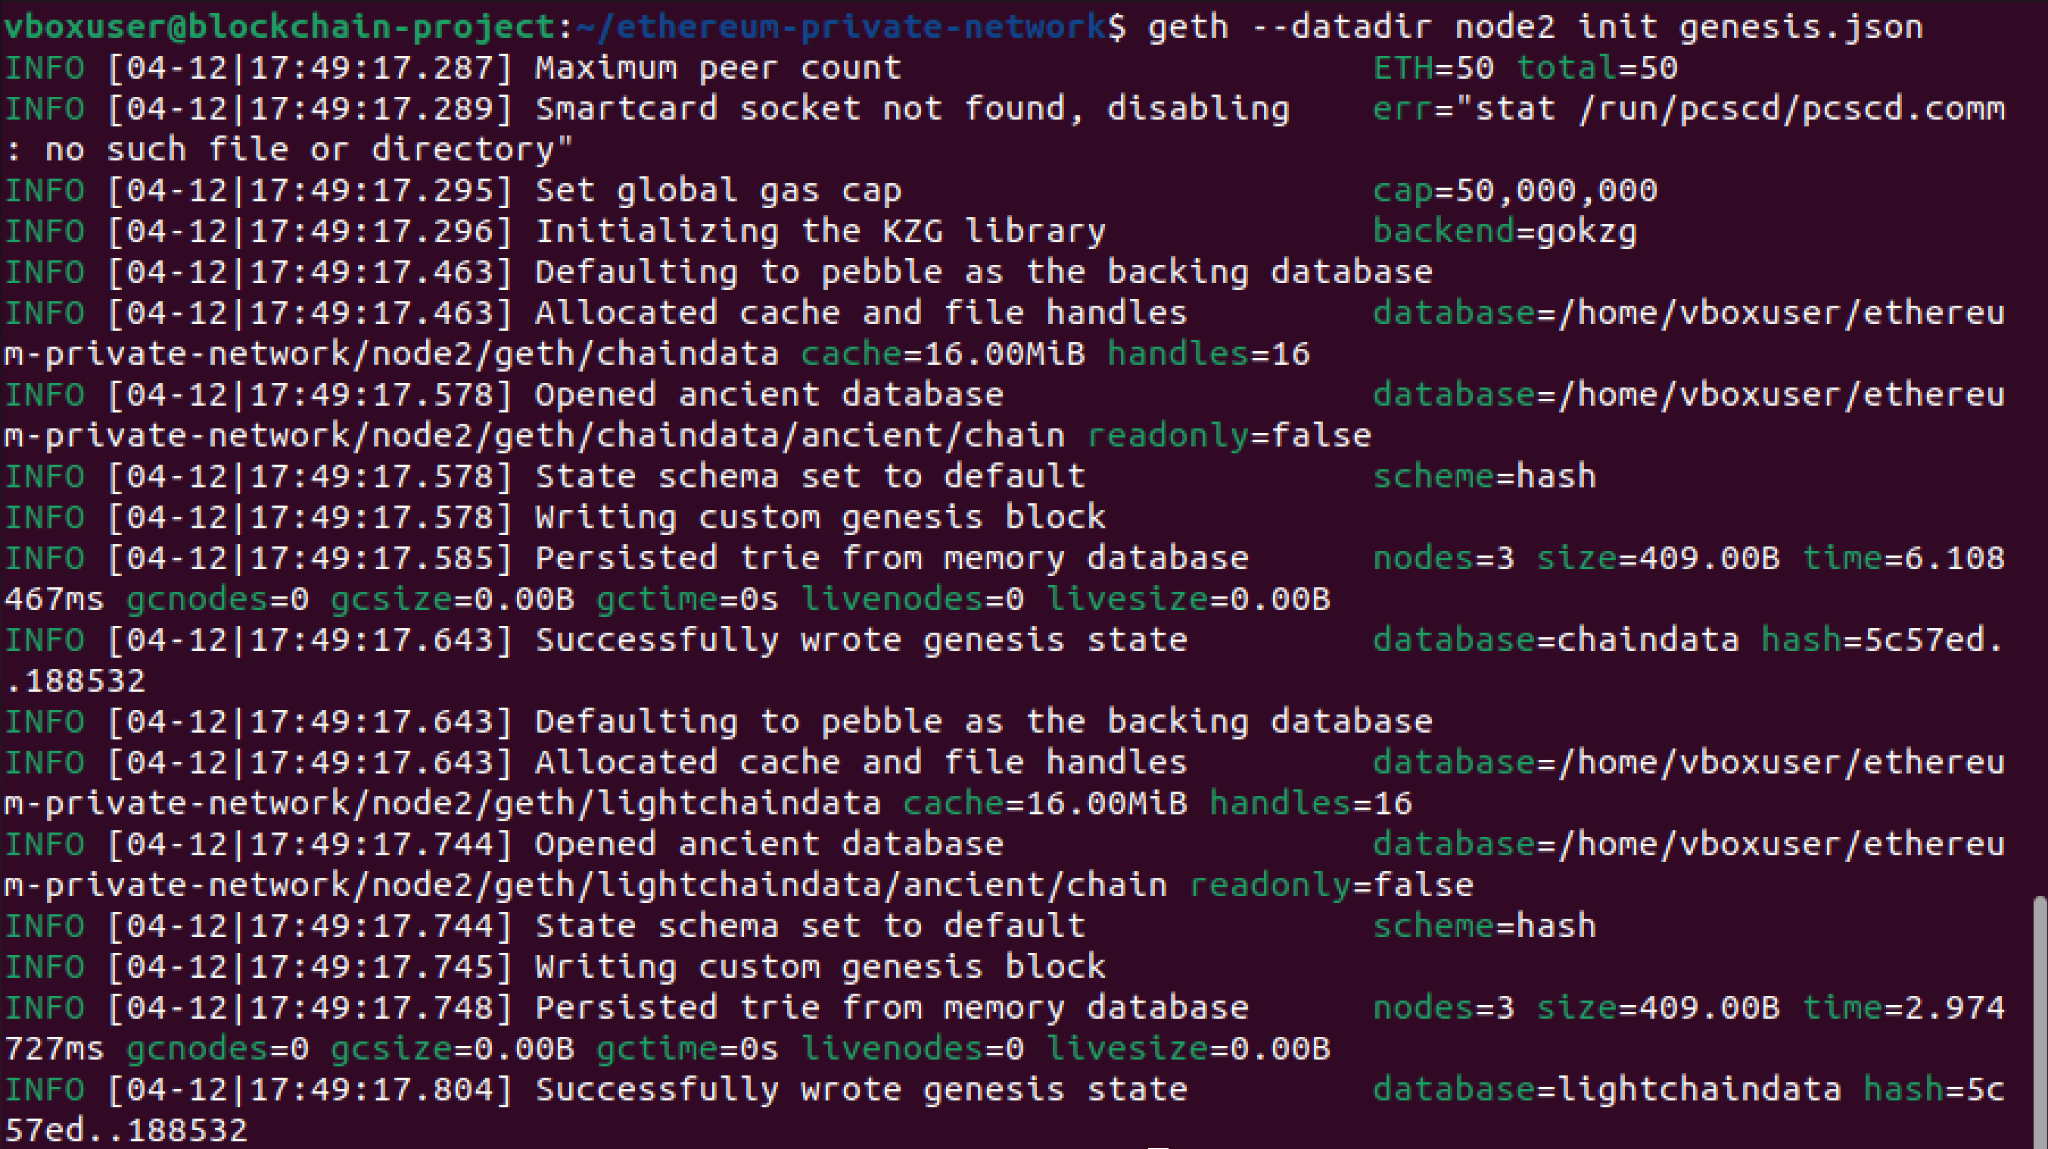 vboxuser@blockchain-project:~/ethereum-private-network$ geth --datadir node2 init genesis.json
INFO [04-12|17:49:17.287] Maximum peer count                       ETH=50 total=50
INFO [04-12|17:49:17.289] Smartcard socket not found, disabling    err="stat /run/pcscd/pcscd.comm
: no such file or directory"
INFO [04-12|17:49:17.295] Set global gas cap                       cap=50,000,000
INFO [04-12|17:49:17.296] Initializing the KZG library             backend=gokzg
INFO [04-12|17:49:17.463] Defaulting to pebble as the backing database
INFO [04-12|17:49:17.463] Allocated cache and file handles         database=/home/vboxuser/ethereu
m-private-network/node2/geth/chaindata cache=16.00MiB handles=16
INFO [04-12|17:49:17.578] Opened ancient database                  database=/home/vboxuser/ethereu
m-private-network/node2/geth/chaindata/ancient/chain readonly=false
INFO [04-12|17:49:17.578] State schema set to default              scheme=hash
INFO [04-12|17:49:17.578] Writing custom genesis block
INFO [04-12|17:49:17.585] Persisted trie from memory database      nodes=3 size=409.00B time=6.108
467ms gcnodes=0 gcsize=0.00B gctime=0s livenodes=0 livesize=0.00B
INFO [04-12|17:49:17.643] Successfully wrote genesis state         database=chaindata hash=5c57ed.
.188532
INFO [04-12|17:49:17.643] Defaulting to pebble as the backing database
INFO [04-12|17:49:17.643] Allocated cache and file handles         database=/home/vboxuser/ethereu
m-private-network/node2/geth/lightchaindata cache=16.00MiB handles=16
INFO [04-12|17:49:17.744] Opened ancient database                  database=/home/vboxuser/ethereu
m-private-network/node2/geth/lightchaindata/ancient/chain readonly=false
INFO [04-12|17:49:17.744] State schema set to default              scheme=hash
INFO [04-12|17:49:17.745] Writing custom genesis block
INFO [04-12|17:49:17.748] Persisted trie from memory database      nodes=3 size=409.00B time=2.974
727ms gcnodes=0 gcsize=0.00B gctime=0s livenodes=0 livesize=0.00B
INFO [04-12|17:49:17.804] Successfully wrote genesis state         database=lightchaindata hash=5c
57ed..188532